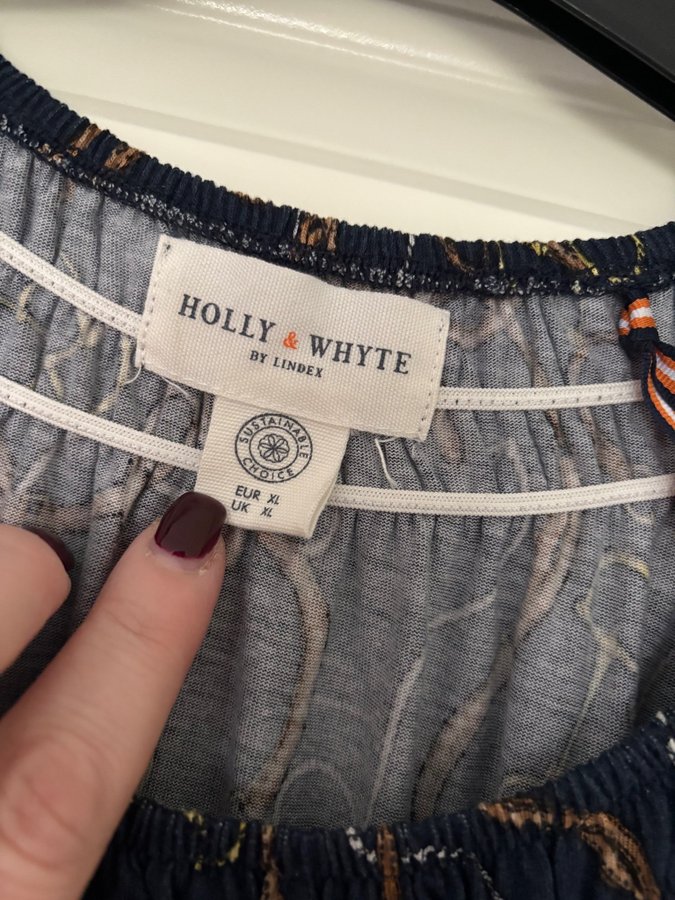 HOLLY & WHYTE
BY LINDEX
SUSTAINABLE
CHOICE
EUR XL
UK XL